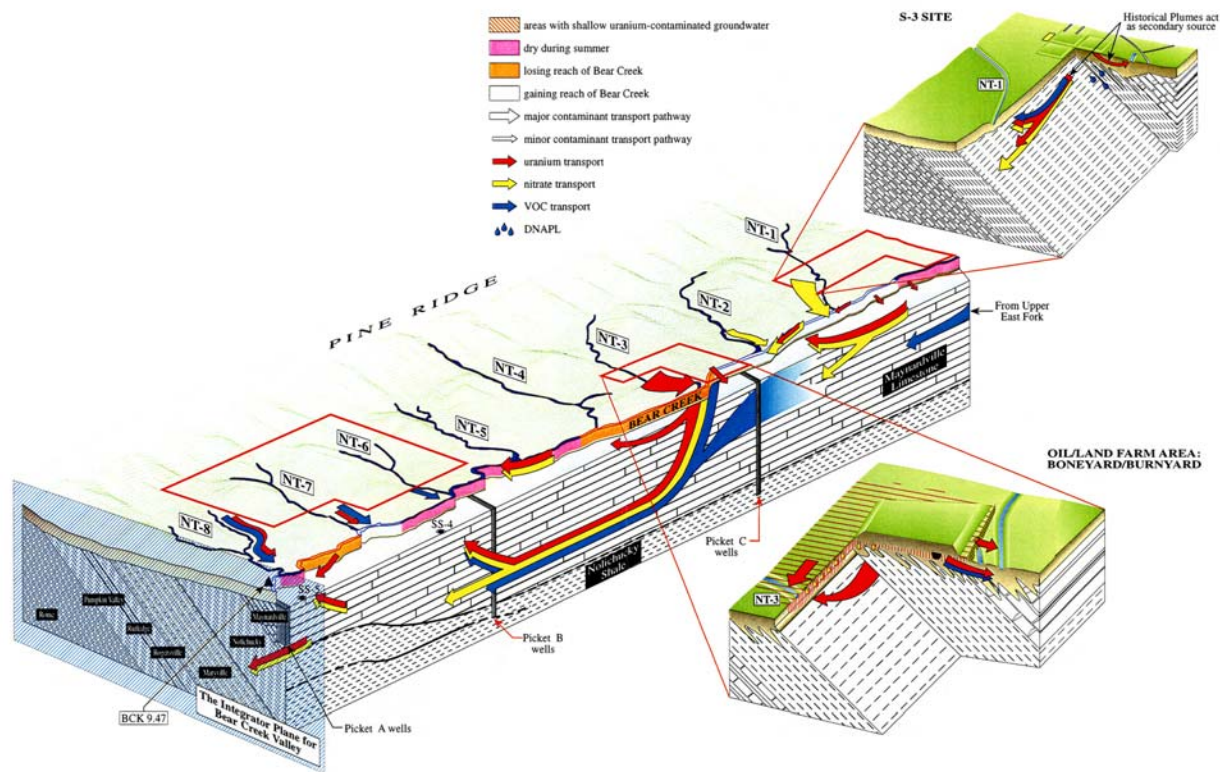 areas with shallow uranium-contaminated groundwater
dry during summer
losing reach of Bear Creek
gaining reach of Bear Creek
major contaminant transport pathway
minor contaminant transport pathway
uranium transport
nitrate transport
VOC transport
DNAPL
S-3 SITE
Historical Plumes act
as secondary source
NT-1
NT-1
PINE RIDGE
NT-2
From Upper
East Fork
NT-3
Maynardville
Limestone
NT-4
BEAR CREEK
NT-5
NT-6
OIL/LAND FARM AREA:
BONEYARD/BURNYARD
NT-7
SS-4
NT-8
Picket C
wells
Nolichucky
Shale
NT-3
Rome
Pumpkin Valley
Maynardville
Nolichucky
Rogersville
Maryville
Picket B
wells
The Integrator Plane for
Bear Creek Valley
BCK 9.47
Picket A wells